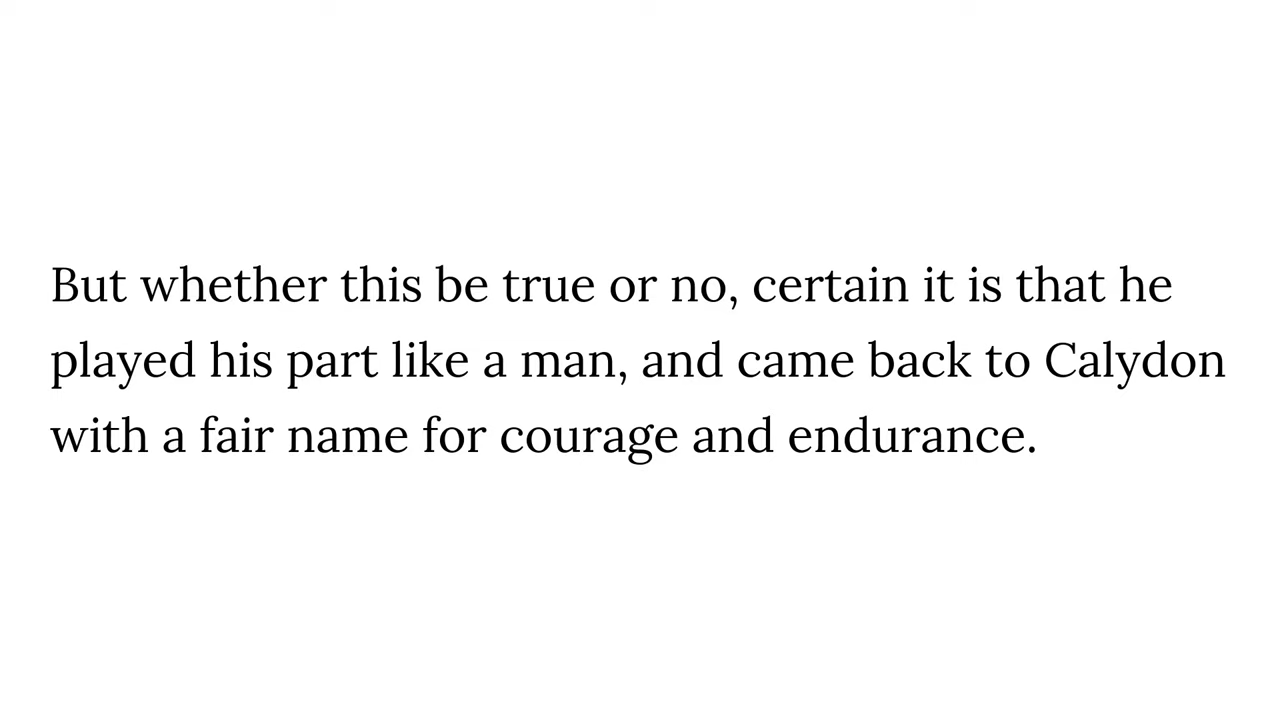 But whether this be true or no, certain it is that he
played his part like a man, and came back to Calydon
with a fair name for courage and endurance.